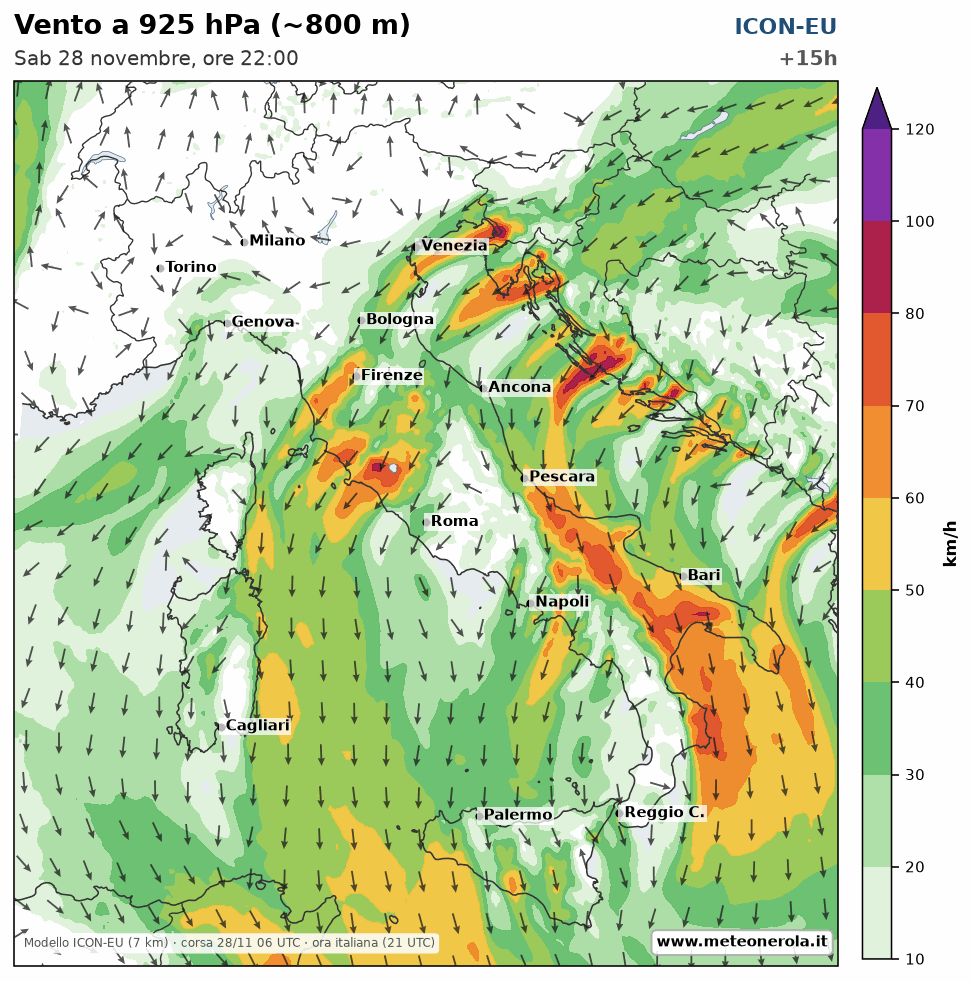 Vento a 925 hPa (~800 m)
ICON-EU
Sab 28 novembre, ore 22:00
+15h
120
100
80
70
60
50
40
30
20
10
km/h
Venezia
Milano
Torino
Genova
Bologna
Firenze
Ancona
Pescara
Roma
Bari
Napoli
Cagliari
Palermo
Reggio C.
Modello ICON-EU (7 km) · corsa 28/11 06 UTC · ora italiana (21 UTC)
www.meteonerola.it